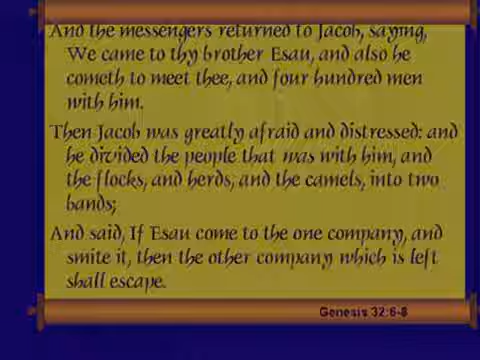 And the messengers returned to Jacob, saying,
We came to thy brother Esau, and also he
cometh to meet thee, and four hundred men
with him.
Then Jacob was greatly afraid and distressed: and
he divided the people that was with him, and
the flocks, and herds, and the camels, into two
bands;
And said, If Esau come to the one company, and
smite it, then the other company which is left
shall escape.
Genesis 32:6-8